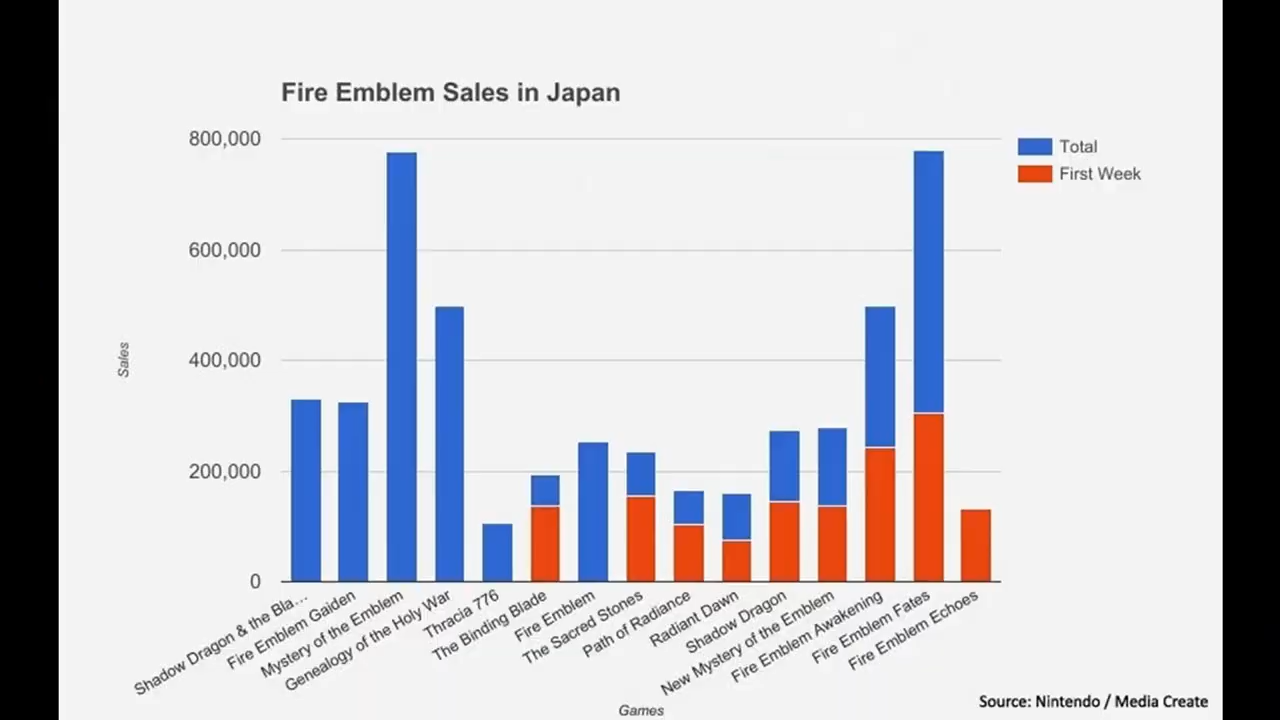 Fire Emblem Sales in Japan
800,000
600,000
400,000
200,000
0
Sales
Total
First Week
Shadow Dragon & the Bla...
Fire Emblem Gaiden
Mystery of the Emblem
Genealogy of the Holy War
Thracia 776
The Binding Blade
Fire Emblem
The Sacred Stones
Path of Radiance
Radiant Dawn
Shadow Dragon
New Mystery of the Emblem
Fire Emblem Awakening
Fire Emblem Fates
Fire Emblem Echoes
Games
Source: Nintendo / Media Create